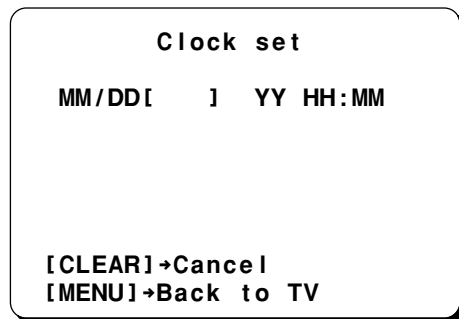 Clock set
MM/DD[ ] YY HH:MM
[CLEAR]→Cancel
[MENU]→Back to TV